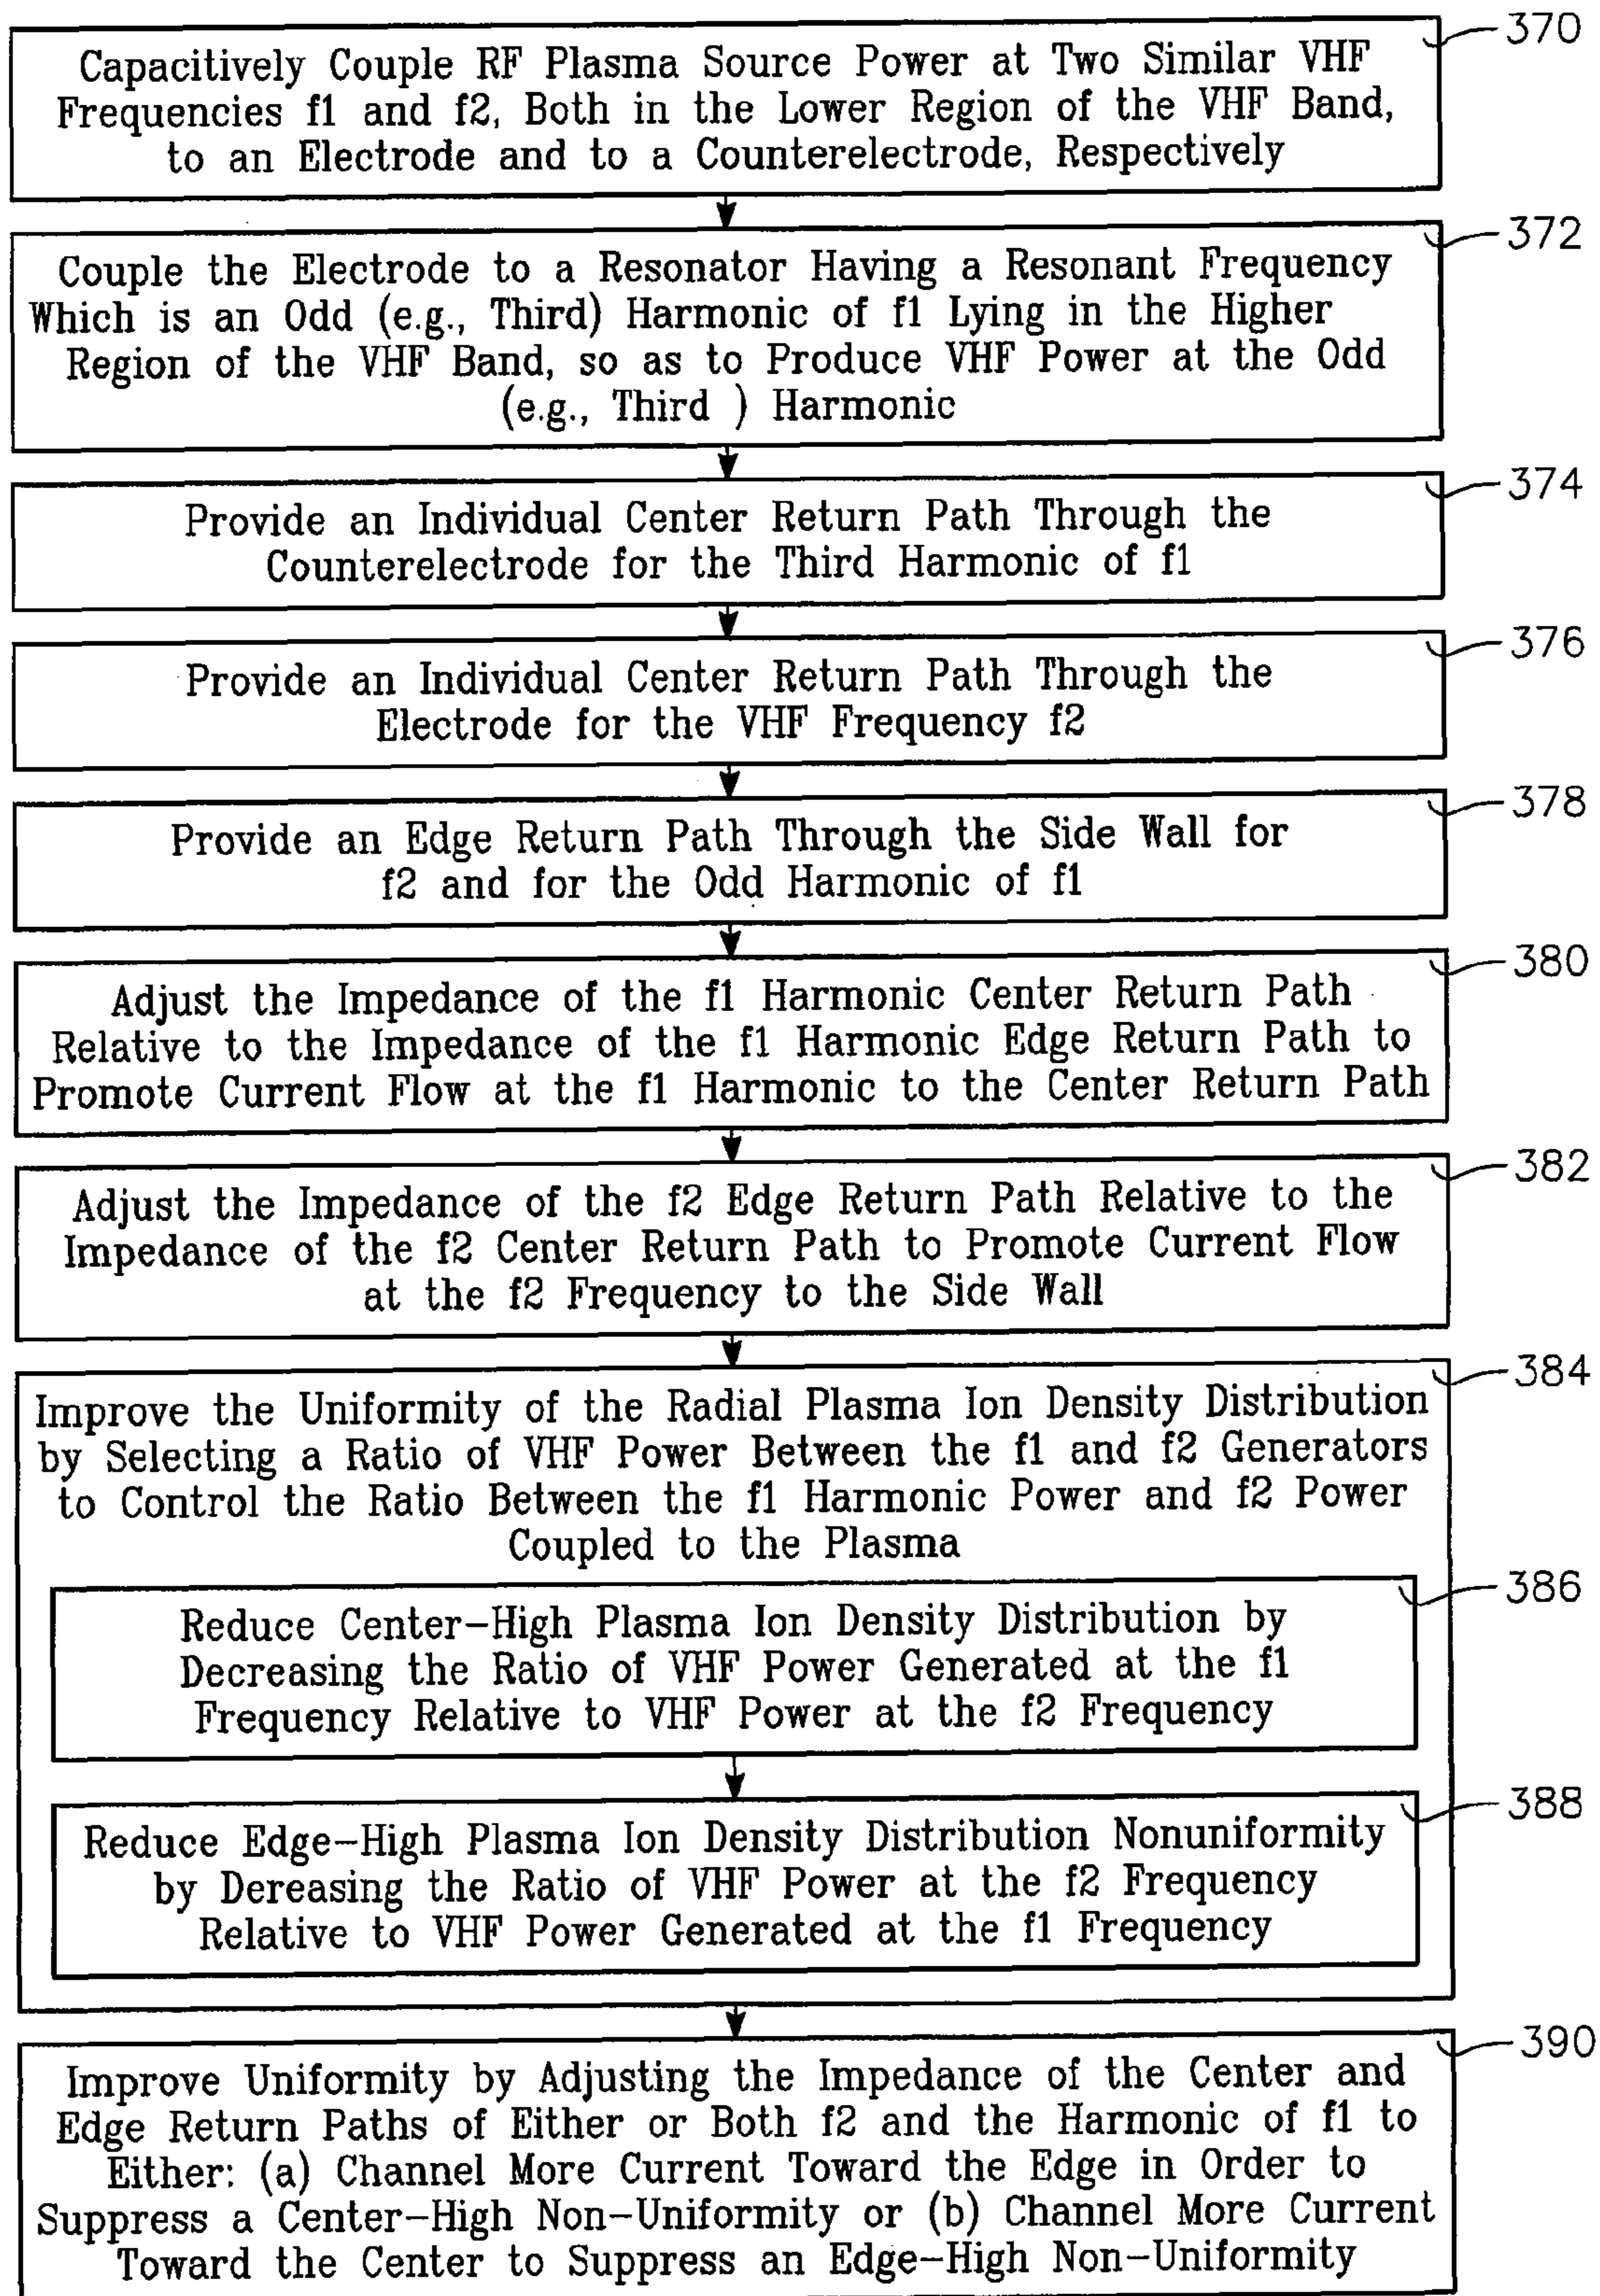 370
Capacitively Couple RF Plasma Source Power at Two Similar VHF
Frequencies f1 and f2, Both in the Lower Region of the VHF Band,
to an Electrode and to a Counterelectrode, Respectively
372
Couple the Electrode to a Resonator Having a Resonant Frequency
Which is an Odd (e.g., Third) Harmonic of f1 Lying in the Higher
Region of the VHF Band, so as to Produce VHF Power at the Odd
(e.g., Third ) Harmonic
374
Provide an Individual Center Return Path Through the
Counterelectrode for the Third Harmonic of f1
376
Provide an Individual Center Return Path Through the
Electrode for the VHF Frequency f2
378
Provide an Edge Return Path Through the Side Wall for
f2 and for the Odd Harmonic of f1
380
Adjust the Impedance of the f1 Harmonic Center Return Path
Relative to the Impedance of the f1 Harmonic Edge Return Path to
Promote Current Flow at the f1 Harmonic to the Center Return Path
382
Adjust the Impedance of the f2 Edge Return Path Relative to the
Impedance of the f2 Center Return Path to Promote Current Flow
at the f2 Frequency to the Side Wall
384
Improve the Uniformity of the Radial Plasma Ion Density Distribution
by Selecting a Ratio of VHF Power Between the f1 and f2 Generators
to Control the Ratio Between the f1 Harmonic Power and f2 Power
Coupled to the Plasma
386
Reduce Center-High Plasma Ion Density Distribution by
Decreasing the Ratio of VHF Power Generated at the f1
Frequency Relative to VHF Power at the f2 Frequency
388
Reduce Edge-High Plasma Ion Density Distribution Nonuniformity
by Dereasing the Ratio of VHF Power at the f2 Frequency
Relative to VHF Power Generated at the f1 Frequency
390
Improve Uniformity by Adjusting the Impedance of the Center and
Edge Return Paths of Either or Both f2 and the Harmonic of f1 to
Either: (a) Channel More Current Toward the Edge in Order to
Suppress a Center-High Non-Uniformity or (b) Channel More Current
Toward the Center to Suppress an Edge-High Non-Uniformity